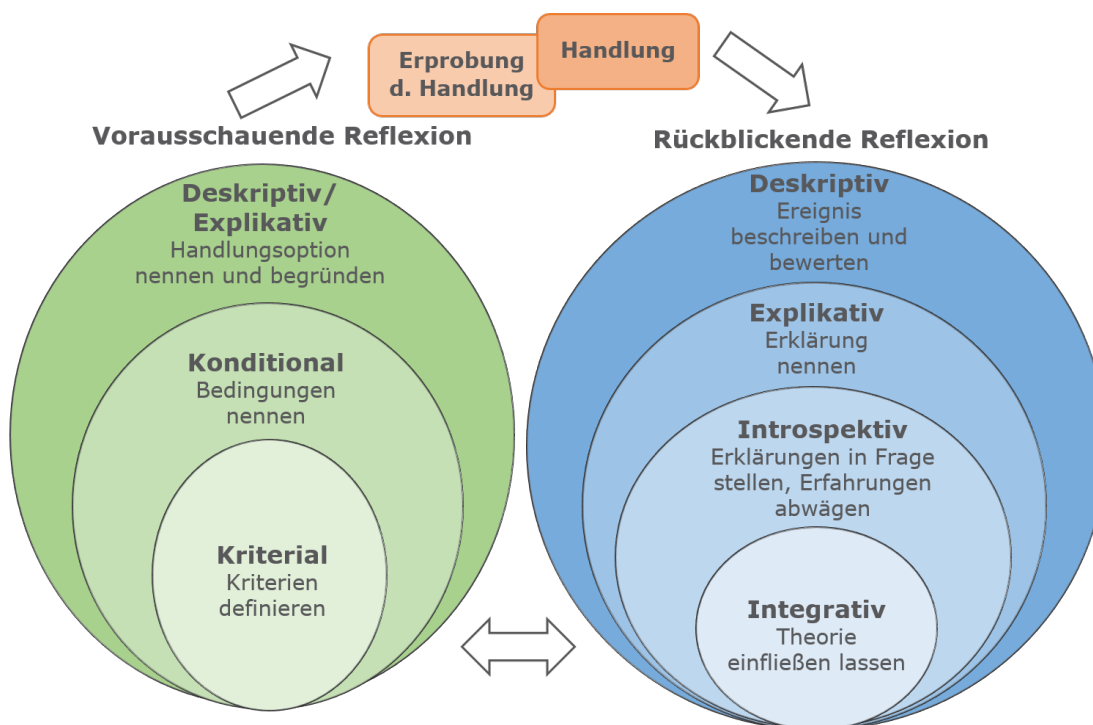 Erprobung
d. Handlung
Handlung
Vorausschauende Reflexion
Deskriptiv/
Explikativ
Handlungsoption
nennen und begründen
Konditional
Bedingungen
nennen
Kriterial
Kriterien
definieren
Rückblickende Reflexion
Deskriptiv
Ereignis
beschreiben und
bewerten
Explikativ
Erklärung
nennen
Introspektiv
Erklärungen in Frage
stellen, Erfahrungen
abwägen
Integrativ
Theorie
einfließen lassen